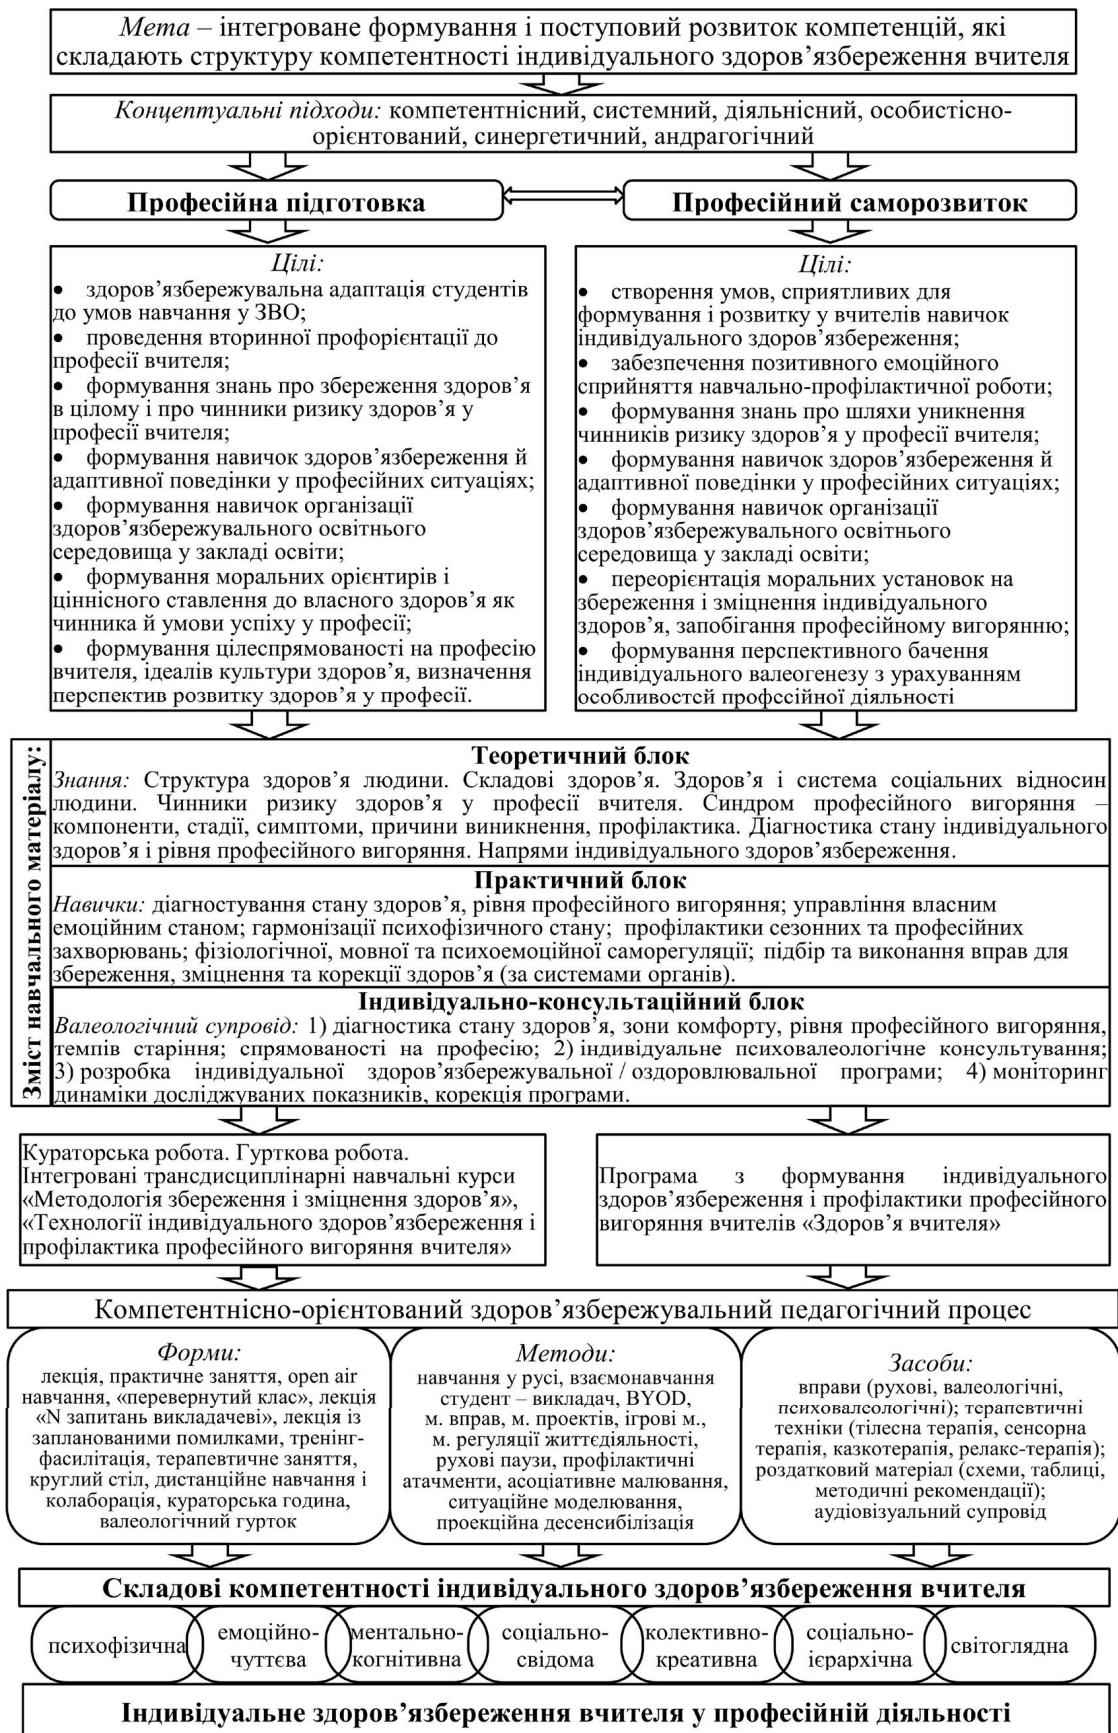 Мета – інтегроване формування і поступовий розвиток компетенцій, які
складають структуру компетентності індивідуального здоров’язбереження вчителя
Концептуальні підходи: компетентнісний, системний, діяльнісний, особистісно-
орієнтований, синергетичний, андрагогічний
Професійна підготовка
Професійний саморозвиток
Цілі:
• здоров’язбережувальна адаптація студентів
до умов навчання у ЗВО;
• проведення вторинної профорієнтації до
професії вчителя;
• формування знань про збереження здоров’я
в цілому і про чинники ризику здоров’я у
професії вчителя;
• формування навичок здоров’язбереження й
адаптивної поведінки у професійних ситуаціях;
• формування навичок організації
здоров’язбережувального освітнього
середовища у закладі освіти;
• формування моральних орієнтирів і
ціннісного ставлення до власного здоров’я як
чинника й умови успіху у професії;
• формування цілеспрямованості на професію
вчителя, ідеалів культури здоров’я, визначення
перспектив розвитку здоров’я у професії.
Цілі:
• створення умов, сприятливих для
формування і розвитку у вчителів навичок
індивідуального здоров’язбереження;
• забезпечення позитивного емоційного
сприйняття навчально-профілактичної роботи;
• формування знань про шляхи уникнення
чинників ризику здоров’я у професії вчителя;
• формування навичок здоров’язбереження й
адаптивної поведінки у професійних ситуаціях;
• формування навичок організації
здоров’язбережувального освітнього
середовища у закладі освіти;
• переорієнтація моральних установок на
збереження і зміцнення індивідуального
здоров’я, запобігання професійному вигорянню;
• формування перспективного бачення
індивідуального валеогенезу з урахуванням
особливостей професійної діяльності
Зміст навчального матеріалу:
Теоретичний блок
Знання: Структура здоров’я людини. Складові здоров’я. Здоров’я і система соціальних відносин
людини. Чинники ризику здоров’я у професії вчителя. Синдром професійного вигоряння –
компоненти, стадії, симптоми, причини виникнення, профілактика. Діагностика стану індивідуального
здоров’я і рівня професійного вигоряння. Напрями індивідуального здоров’язбереження.
Практичний блок
Навички: діагностування стану здоров’я, рівня професійного вигоряння; управління власним
емоційним станом; гармонізації психофізичного стану; профілактики сезонних та професійних
захворювань; фізіологічної, мовної та психоемоційної саморегуляції; підбір та виконання вправ для
збереження, зміцнення та корекції здоров’я (за системами органів).
Індивідуально-консультаційний блок
Валеологічний супровід: 1) діагностика стану здоров’я, зони комфорту, рівня професійного вигоряння,
темпів старіння; спрямованості на професію; 2) індивідуальне психовалеологічне консультування;
3) розробка індивідуальної здоров’язбережувальної / оздоровлювальної програми; 4) моніторинг
динаміки досліджуваних показників, корекція програми.
Кураторська робота. Гурткова робота.
Інтегровані трансдисциплінарні навчальні курси
«Методологія збереження і зміцнення здоров’я»,
«Технології індивідуального здоров’язбереження і
профілактика професійного вигоряння вчителя»
Програма з формування індивідуального
здоров’язбереження і профілактики професійного
вигоряння вчителів «Здоров’я вчителя»
Компетентнісно-орієнтований здоров’язбережувальний педагогічний процес
Форми:
лекція, практичне заняття, open air
навчання, «перевернутий клас», лекція
«N запитань викладачеві», лекція із
запланованими помилками, тренінг-
фасилітація, терапевтичне заняття,
круглий стіл, дистанційне навчання і
колаборація, кураторська година,
валеологічний гурток
Методи:
навчання у русі, взаємонавчання
студент – викладач, BYOD,
м. вправ, м. проектів, ігрові м.,
м. регуляції життєдіяльності,
рухові паузи, профілактичні
атачменти, асоціативне малювання,
ситуаційне моделювання,
проекційна десенсибілізація
Засоби:
вправи (рухові, валеологічні,
психовалеологічні); терапевтичні
техніки (тілесна терапія, сенсорна
терапія, казкотерапія, релакс-терапія);
роздатковий матеріал (схеми, таблиці,
методичні рекомендації);
аудіовізуальний супровід
Складові компетентності індивідуального здоров’язбереження вчителя
психофізична
емоційно-
чуттєва
ментально-
когнітивна
соціально-
свідома
колективно-
креативна
соціально-
ієрархічна
світоглядна
Індивідуальне здоров’язбереження вчителя у професійній діяльності